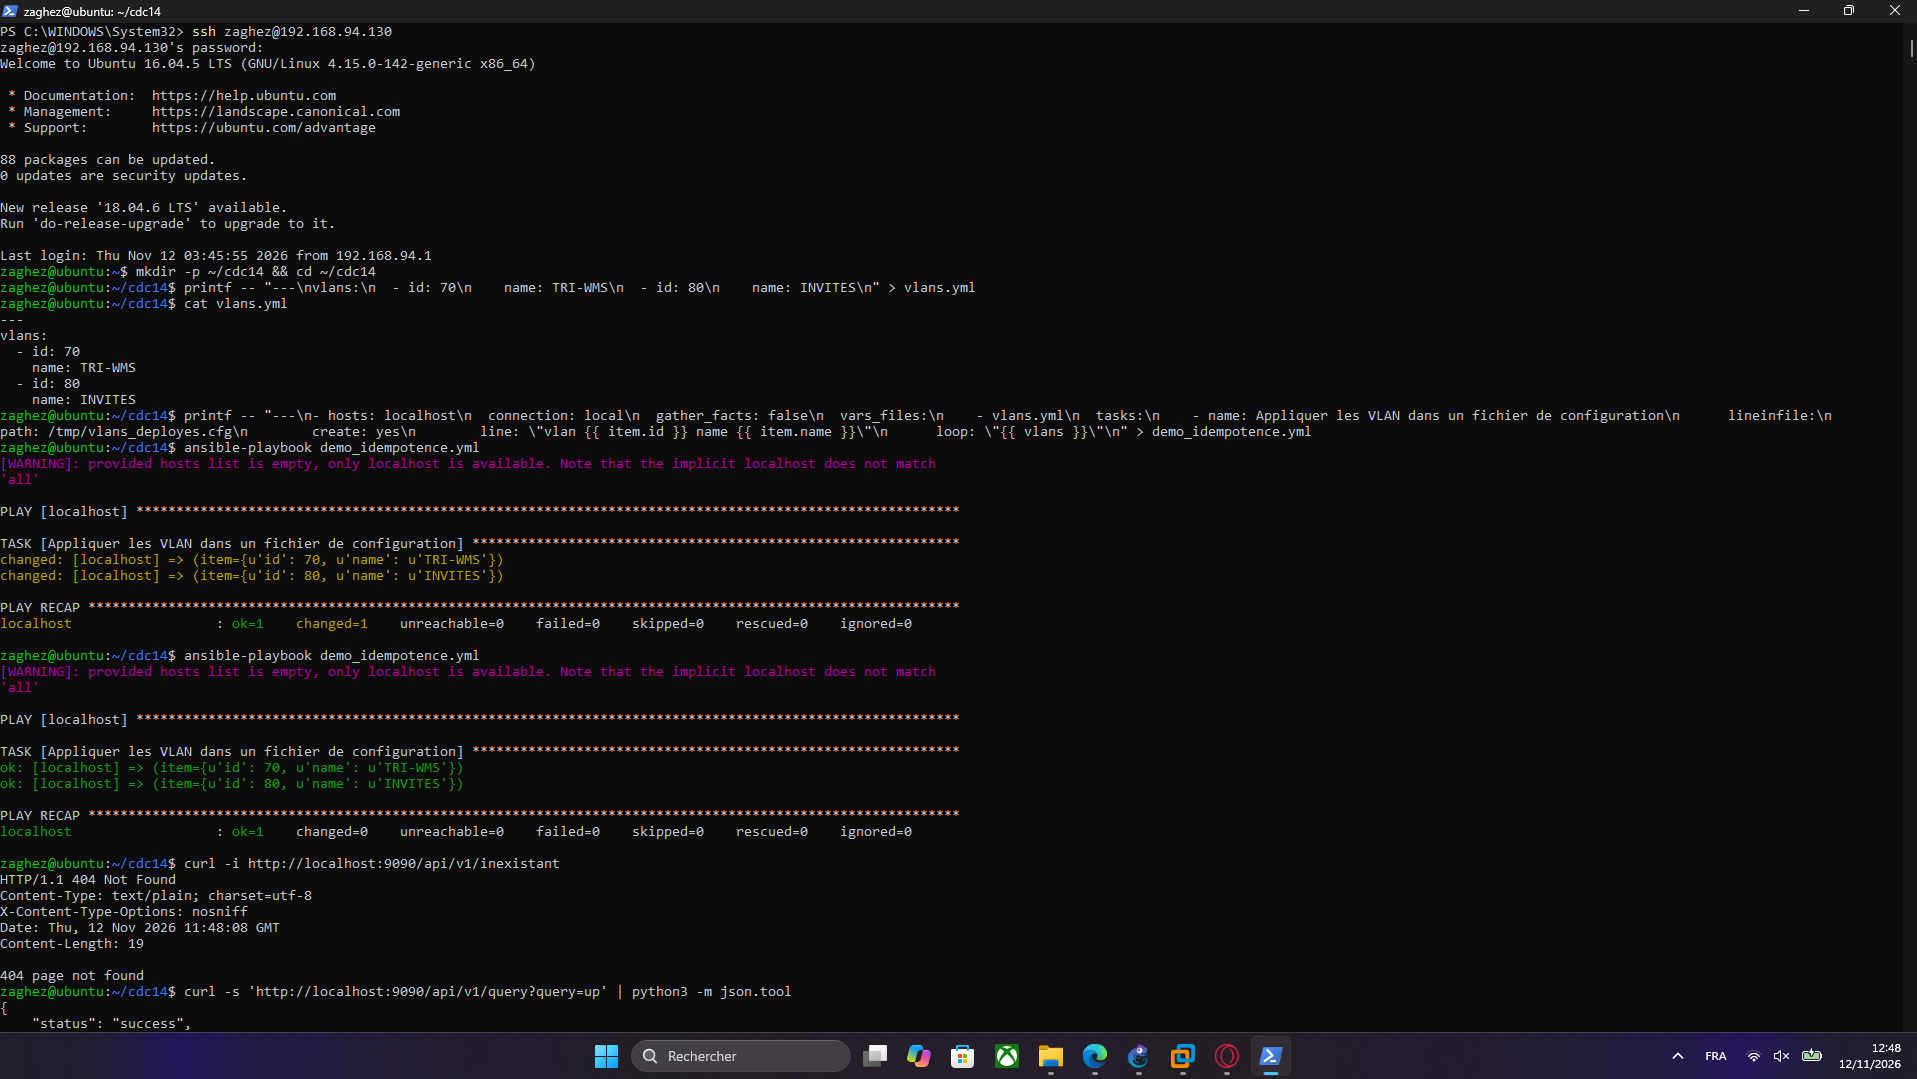 zaghez@ubuntu: ~/cdc14
PS C:\WINDOWS\System32> ssh zaghez@192.168.94.130
zaghez@192.168.94.130's password:
Welcome to Ubuntu 16.04.5 LTS (GNU/Linux 4.15.0-142-generic x86_64)
 * Documentation:  https://help.ubuntu.com
 * Management:     https://landscape.canonical.com
 * Support:        https://ubuntu.com/advantage
88 packages can be updated.
0 updates are security updates.
New release '18.04.6 LTS' available.
Run 'do-release-upgrade' to upgrade to it.
Last login: Thu Nov 12 03:45:55 2026 from 192.168.94.1
zaghez@ubuntu:~$ mkdir -p ~/cdc14 && cd ~/cdc14
zaghez@ubuntu:~/cdc14$ printf -- "---\nvlans:\n  - id: 70\n    name: TRI-WMS\n  - id: 80\n    name: INVITES\n" > vlans.yml
zaghez@ubuntu:~/cdc14$ cat vlans.yml
---
vlans:
  - id: 70
    name: TRI-WMS
  - id: 80
    name: INVITES
zaghez@ubuntu:~/cdc14$ printf -- "---\n- hosts: localhost\n  connection: local\n  gather_facts: false\n  vars_files:\n    - vlans.yml\n  tasks:\n    - name: Appliquer les VLAN dans un fichier de configuration\n      lineinfile:\n
path: /tmp/vlans_deployes.cfg\n        create: yes\n        line: \"vlan {{ item.id }} name {{ item.name }}\"\n      loop: \"{{ vlans }}\"\n" > demo_idempotence.yml
zaghez@ubuntu:~/cdc14$ ansible-playbook demo_idempotence.yml
[WARNING]: provided hosts list is empty, only localhost is available. Note that the implicit localhost does not match
'all'
PLAY [localhost] *******************************************************************************************************
TASK [Appliquer les VLAN dans un fichier de configuration] *************************************************************
changed: [localhost] => (item={u'id': 70, u'name': u'TRI-WMS'})
changed: [localhost] => (item={u'id': 80, u'name': u'INVITES'})
PLAY RECAP *************************************************************************************************************
localhost                  : ok=1    changed=1    unreachable=0    failed=0    skipped=0    rescued=0    ignored=0
zaghez@ubuntu:~/cdc14$ ansible-playbook demo_idempotence.yml
[WARNING]: provided hosts list is empty, only localhost is available. Note that the implicit localhost does not match
'all'
PLAY [localhost] *******************************************************************************************************
TASK [Appliquer les VLAN dans un fichier de configuration] *************************************************************
ok: [localhost] => (item={u'id': 70, u'name': u'TRI-WMS'})
ok: [localhost] => (item={u'id': 80, u'name': u'INVITES'})
PLAY RECAP *************************************************************************************************************
localhost                  : ok=1    changed=0    unreachable=0    failed=0    skipped=0    rescued=0    ignored=0
zaghez@ubuntu:~/cdc14$ curl -i http://localhost:9090/api/v1/inexistant
HTTP/1.1 404 Not Found
Content-Type: text/plain; charset=utf-8
X-Content-Type-Options: nosniff
Date: Thu, 12 Nov 2026 11:48:08 GMT
Content-Length: 19
404 page not found
zaghez@ubuntu:~/cdc14$ curl -s 'http://localhost:9090/api/v1/query?query=up' | python3 -m json.tool
{
    "status": "success",
Rechercher
FRA
12:48
12/11/2026